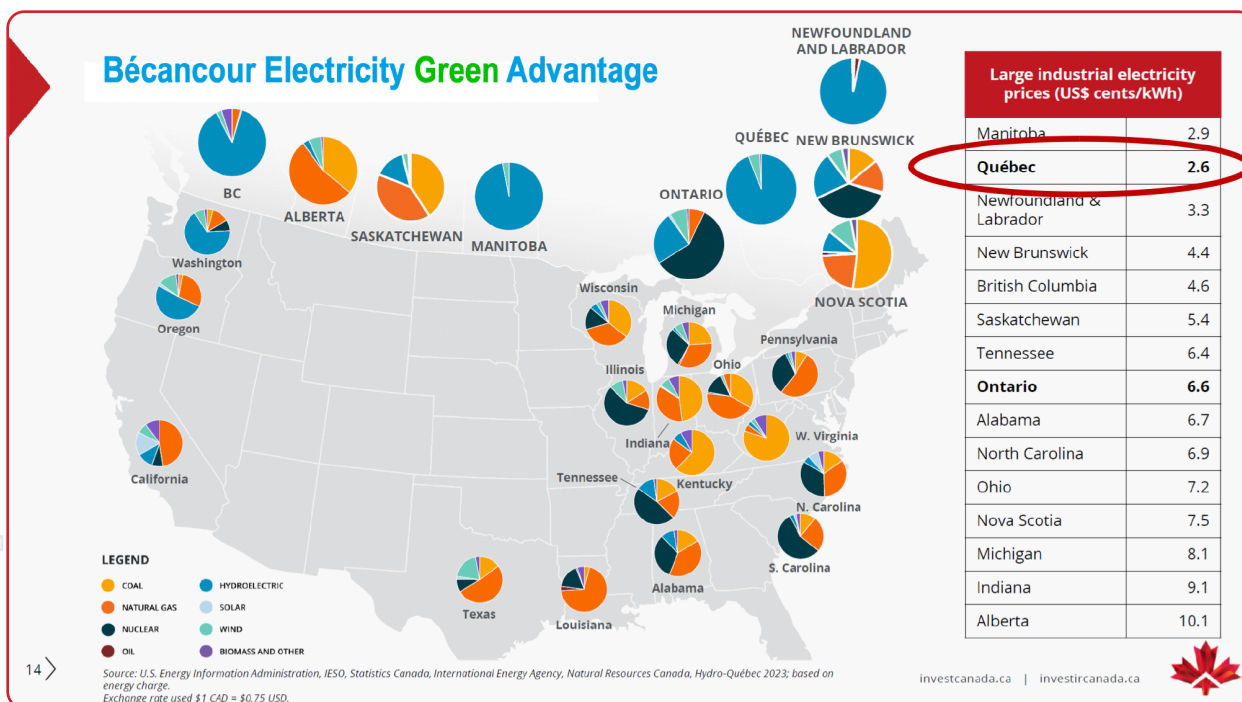 Bécancour Electricity Green Advantage
NEWFOUNDLAND
AND LABRADOR
QUÉBEC
NEW BRUNSWICK
BC
ALBERTA
SASKATCHEWAN
MANITOBA
ONTARIO
NOVA SCOTIA
Washington
Oregon
California
Wisconsin
Michigan
Pennsylvania
Illinois
Ohio
Indiana
W. Virginia
Kentucky
Tennessee
N. Carolina
S. Carolina
Alabama
Texas
Louisiana
LEGEND
COAL
HYDROELECTRIC
NATURAL GAS
SOLAR
NUCLEAR
WIND
OIL
BIOMASS AND OTHER
Large industrial electricity
prices (US$ cents/kWh)
Manitoba 2.9
Québec 2.6
Newfoundland &
Labrador 3.3
New Brunswick 4.4
British Columbia 4.6
Saskatchewan 5.4
Tennessee 6.4
Ontario 6.6
Alabama 6.7
North Carolina 6.9
Ohio 7.2
Nova Scotia 7.5
Michigan 8.1
Indiana 9.1
Alberta 10.1
14
Source: U.S. Energy Information Administration, IESO, Statistics Canada, International Energy Agency, Natural Resources Canada, Hydro-Québec 2023; based on
energy charge.
Exchange rate used $1 CAD = $0.75 USD.
investcanada.ca | investircanada.ca